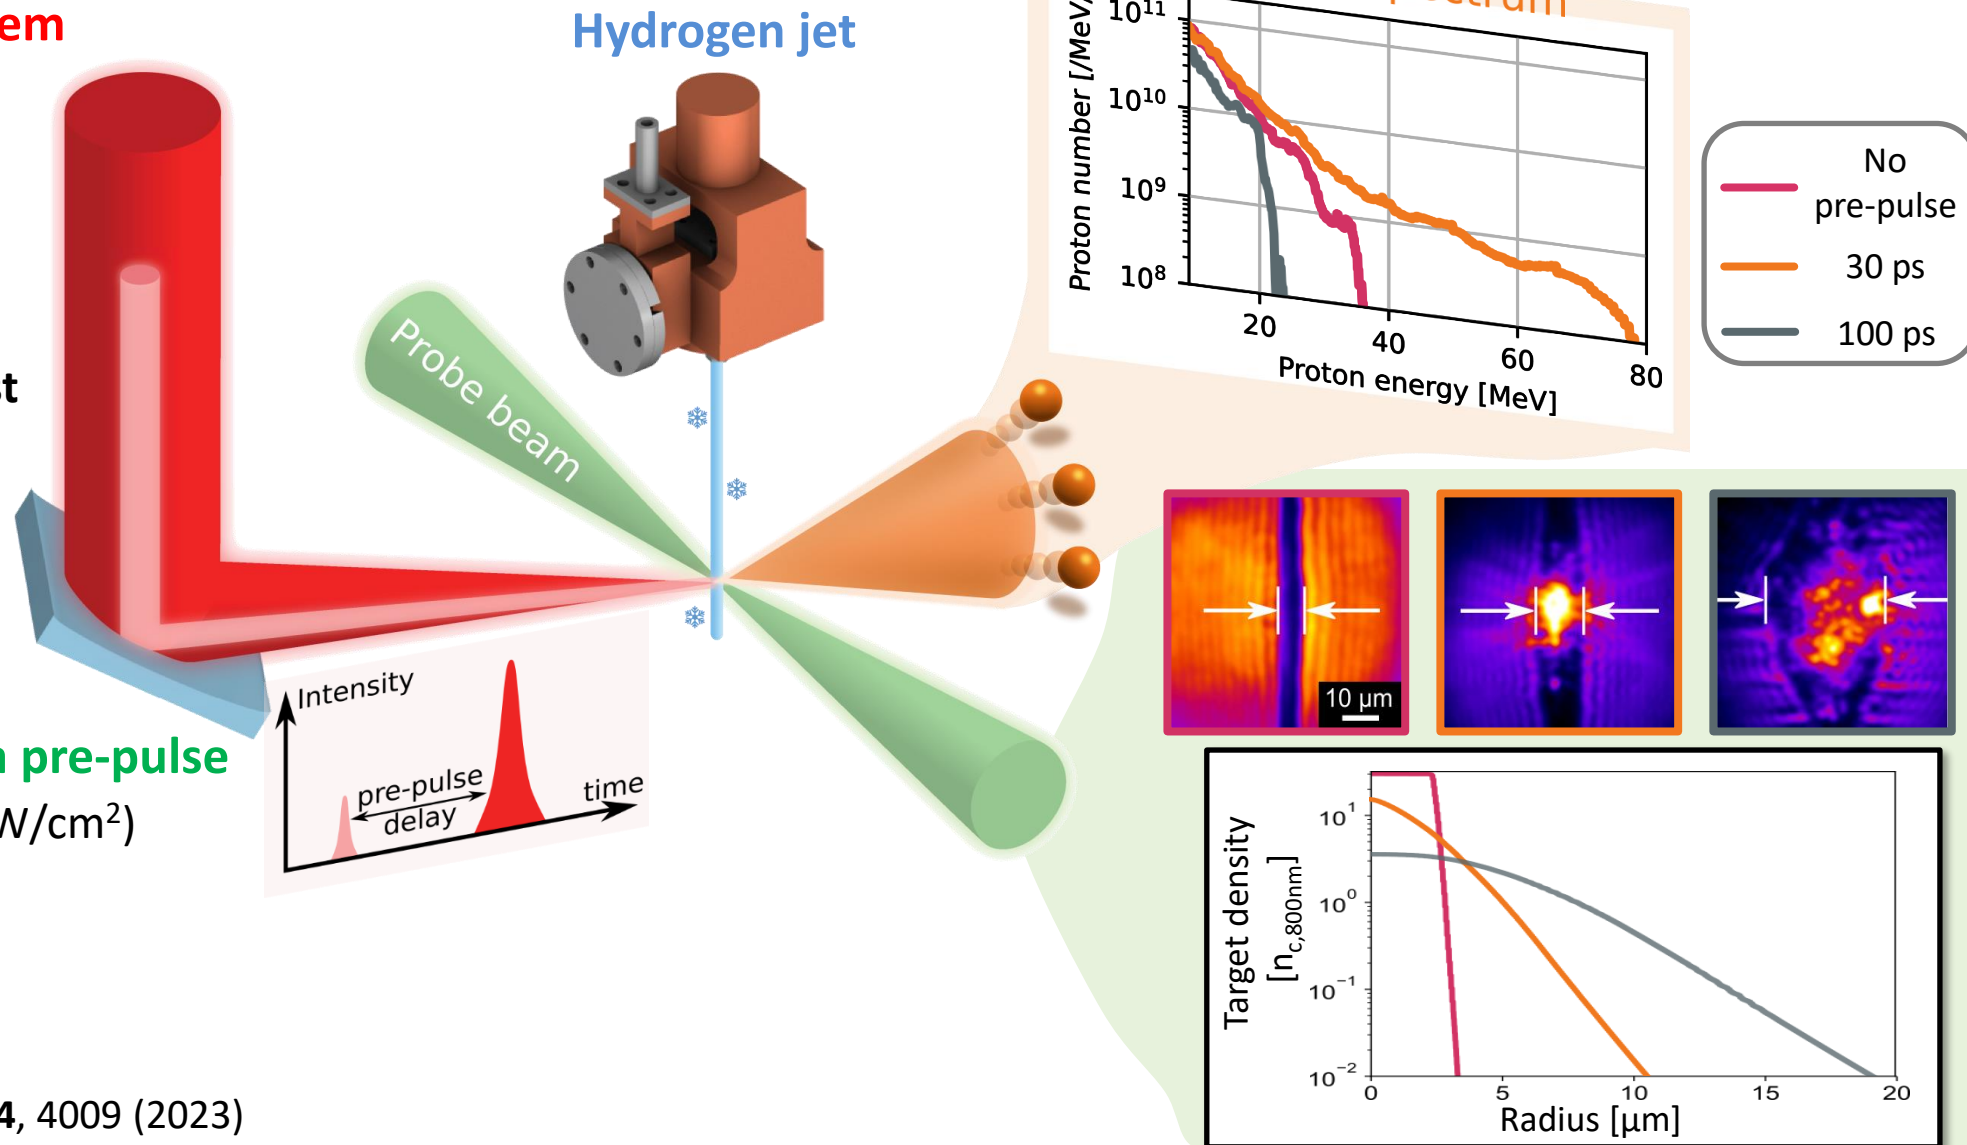 Hydrogen jet
Probe beam
Intensity
pre-pulse
delay
time
pre-pulse
W/cm²)
4, 4009 (2023)
Proton number [/MeV/
10¹¹
10¹⁰
10⁹
10⁸
20
40
60
80
Proton energy [MeV]
No
pre-pulse
30 ps
100 ps
10 µm
Target density
[n_c,800nm]
10¹
10⁰
10⁻¹
10⁻²
0
5
10
15
20
Radius [µm]